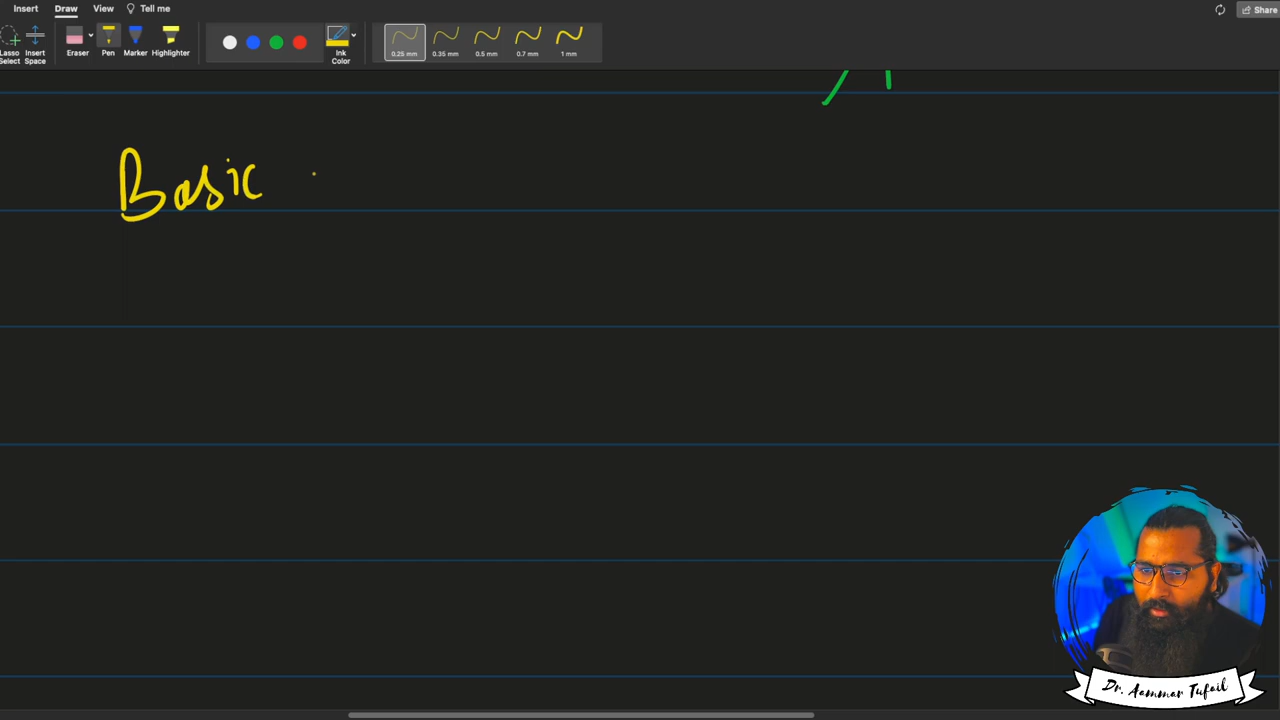 Insert Draw View Tell me Share
Lasso Select
Insert Space
Eraser
Pen
Marker
Highlighter
Ink Color
0.25 mm 0.35 mm 0.5 mm 0.7 mm 1 mm
Basic
Dr. Aammar Tufail